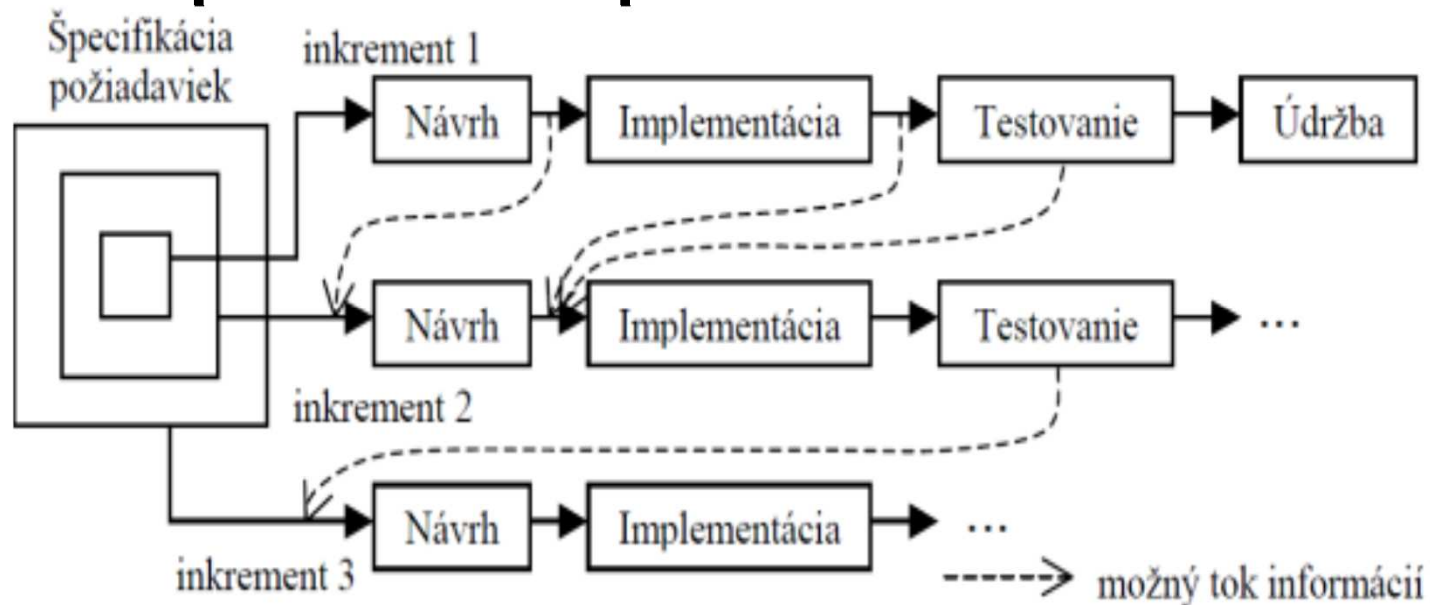 Špecifikácia
požiadaviek
inkrement 1
Návrh
Implementácia
Testovanie
Údržba
Návrh
Implementácia
Testovanie
...
inkrement 2
Návrh
Implementácia
...
inkrement 3
možný tok informácií